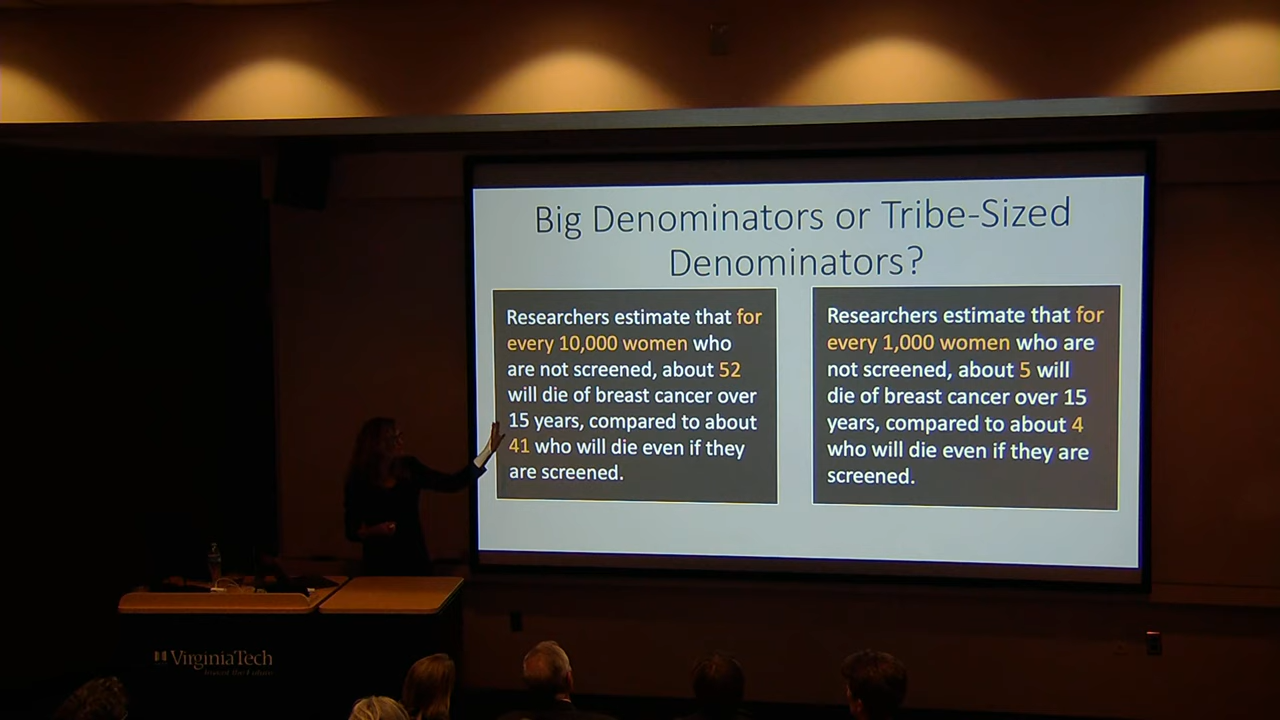 Big Denominators or Tribe-Sized
Denominators?
Researchers estimate that for
every 10,000 women who
are not screened, about 52
will die of breast cancer over
15 years, compared to about
41 who will die even if they
are screened.
Researchers estimate that for
every 1,000 women who are
not screened, about 5 will
die of breast cancer over 15
years, compared to about 4
who will die even if they are
screened.
VirginiaTech
Invent the Future